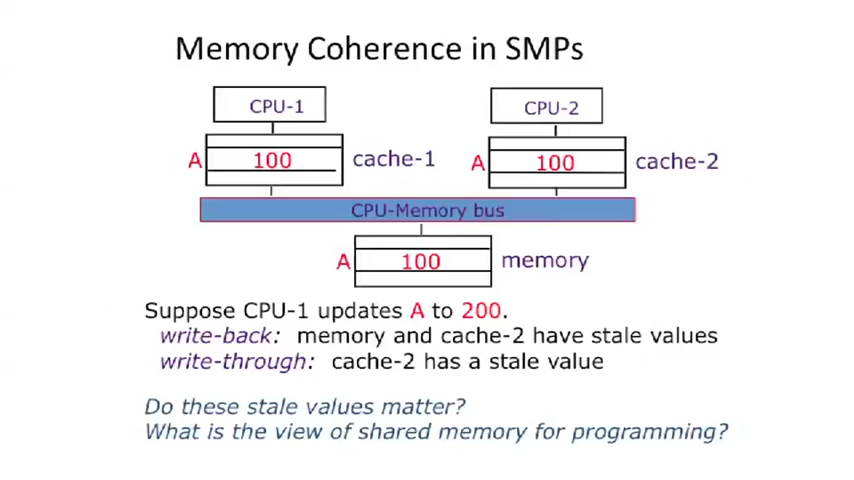 Memory Coherence in SMPs
CPU-1
CPU-2
A 100 cache-1
A 100 cache-2
CPU-Memory bus
A 100 memory
Suppose CPU-1 updates A to 200.
write-back: memory and cache-2 have stale values
write-through: cache-2 has a stale value
Do these stale values matter?
What is the view of shared memory for programming?